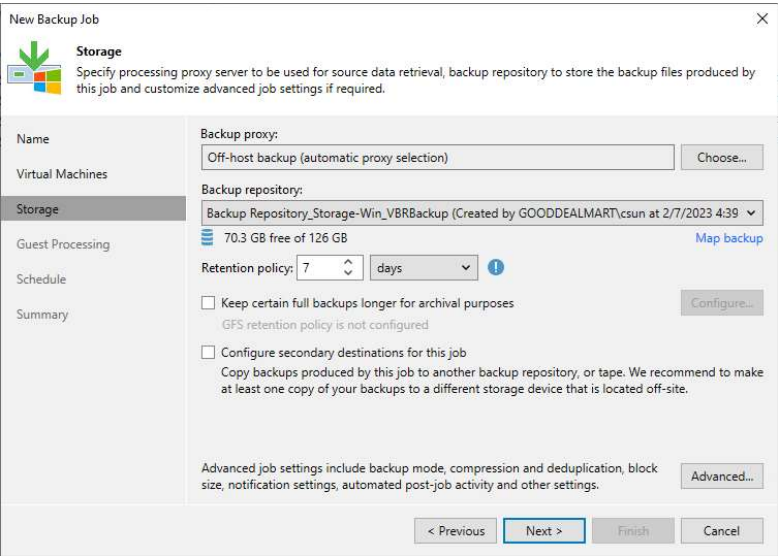 New Backup Job
Storage
Specify processing proxy server to be used for source data retrieval, backup repository to store the backup files produced by
this job and customize advanced job settings if required.
Name
Virtual Machines
Storage
Guest Processing
Schedule
Summary
Backup proxy:
Off-host backup (automatic proxy selection)
Choose...
Backup repository:
Backup Repository_Storage-Win_VBRBackup (Created by GOODDEALMART\csun at 2/7/2023 4:39
70.3 GB free of 126 GB
Map backup
Retention policy: 7 days
Keep certain full backups longer for archival purposes
Configure...
GFS retention policy is not configured
Configure secondary destinations for this job
Copy backups produced by this job to another backup repository, or tape. We recommend to make
at least one copy of your backups to a different storage device that is located off-site.
Advanced job settings include backup mode, compression and deduplication, block
size, notification settings, automated post-job activity and other settings.
Advanced...
< Previous
Next >
Finish
Cancel